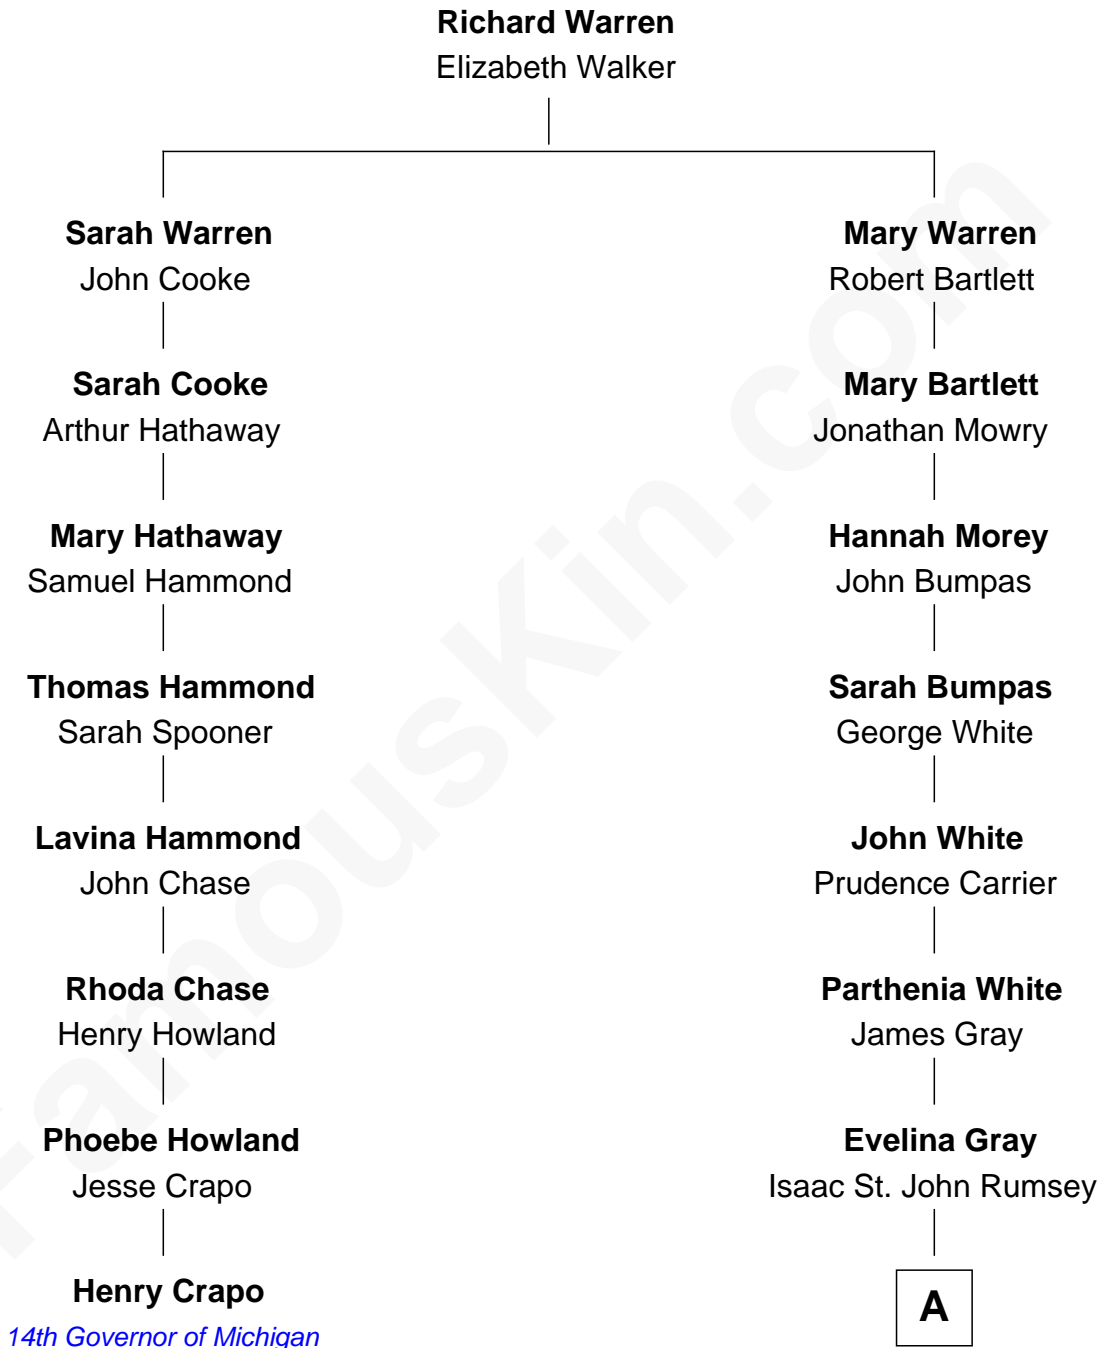 Richard Warren
Elizabeth Walker
Sarah Warren
John Cooke
Mary Warren
Robert Bartlett
Sarah Cooke
Arthur Hathaway
Mary Bartlett
Jonathan Mowry
Mary Hathaway
Samuel Hammond
Hannah Morey
John Bumpas
Thomas Hammond
Sarah Spooner
Sarah Bumpas
George White
Lavina Hammond
John Chase
John White
Prudence Carrier
Rhoda Chase
Henry Howland
Parthenia White
James Gray
Phoebe Howland
Jesse Crapo
Evelina Gray
Isaac St. John Rumsey
Henry Crapo
14th Governor of Michigan
A
FamousKin.com